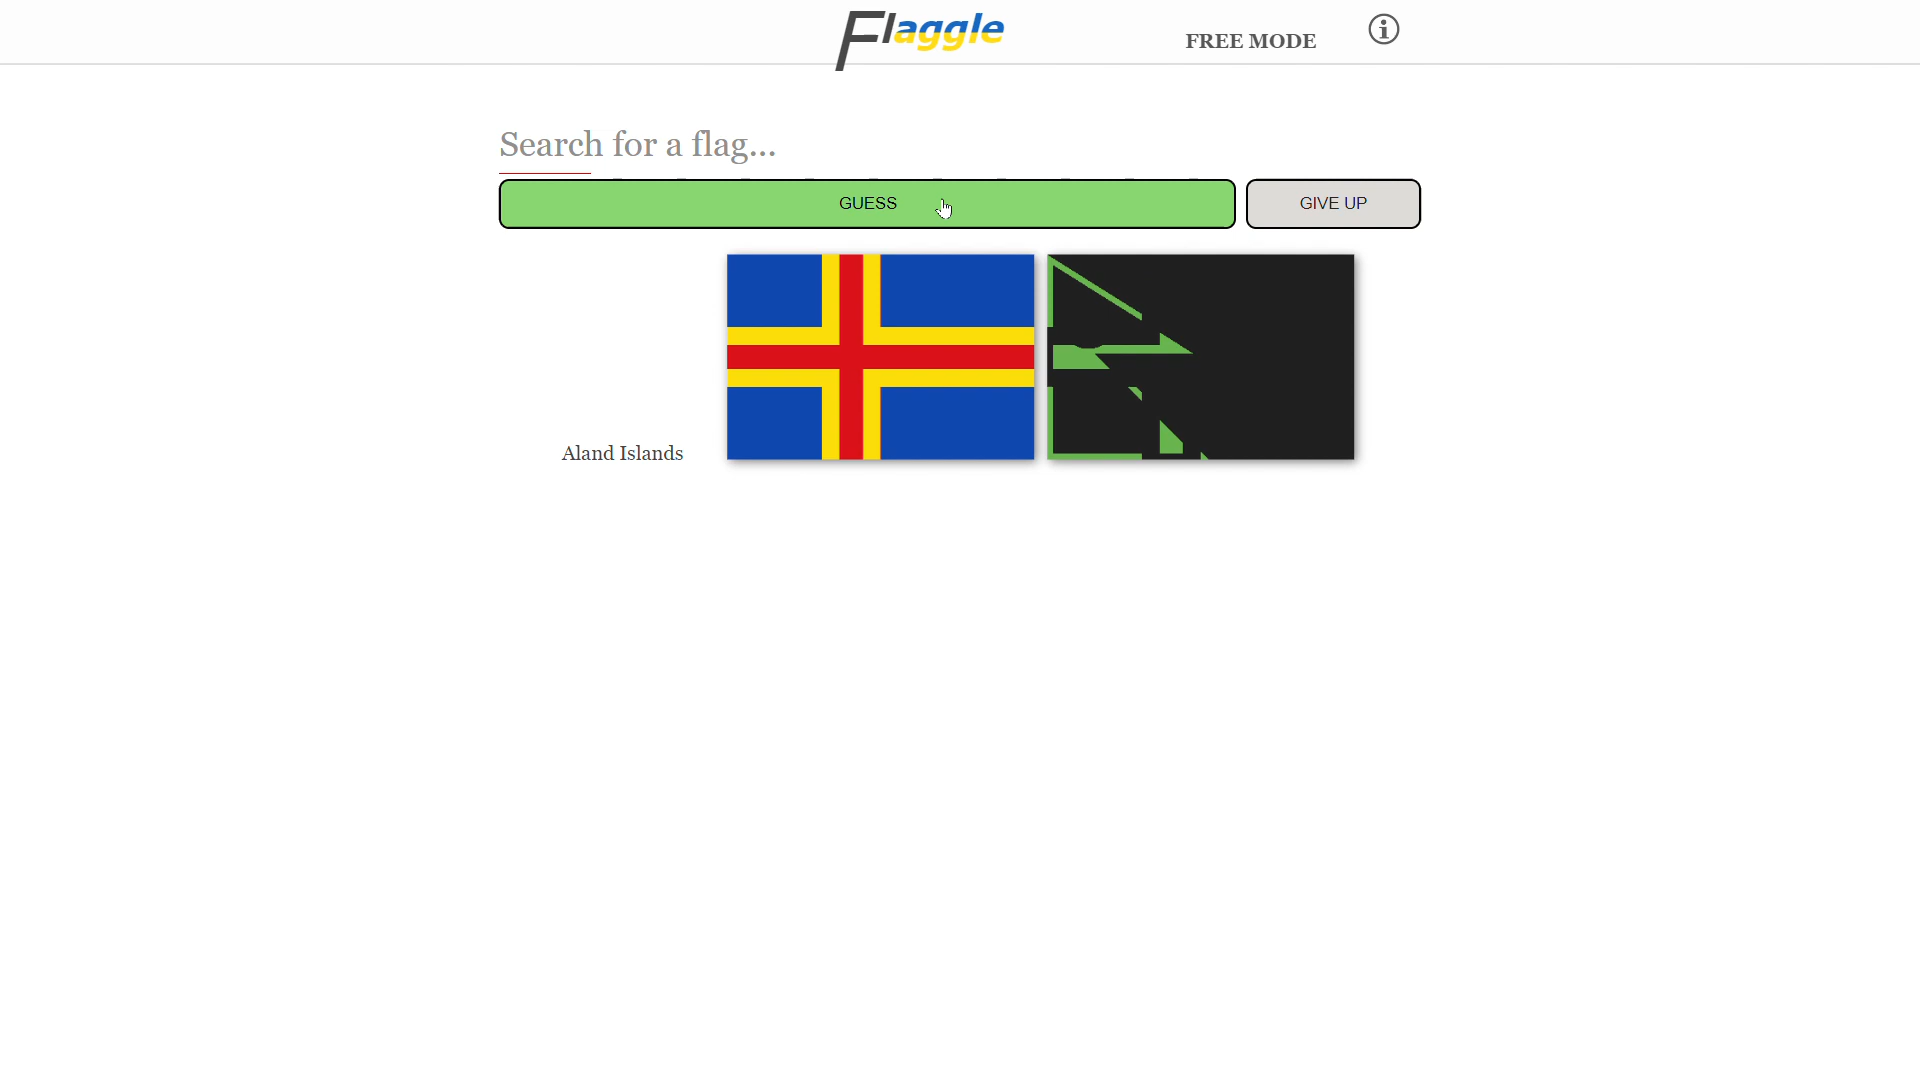 Flaggle
FREE MODE
Search for a flag...
GUESS
GIVE UP
Aland Islands